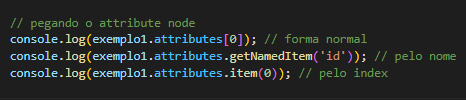 // pegando o attribute node
console.log(exemplo1.attributes[0]); // forma normal
console.log(exemplo1.attributes.getNamedItem('id')); // pelo nome
console.log(exemplo1.attributes.item(0)); // pelo index